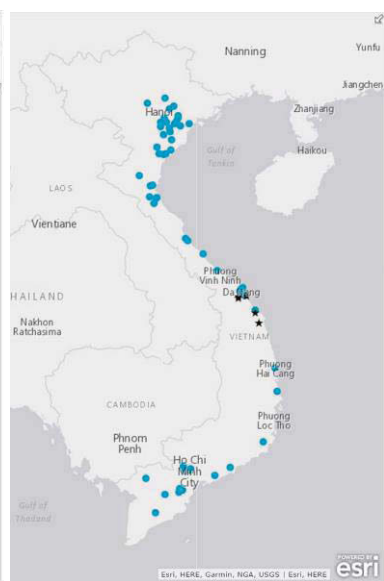 Nanning
Yunfu
Jiangchen
Zhanjiang
Hanoi
Gulf of
Tonkin
Haikou
LAOS
Vientiane
Phuong
Vinh Ninh
Da Nang
THAILAND
Nakhon
Ratchasima
VIETNAM
Phuong
Hai Cang
CAMBODIA
Phuong
Loc Tho
Phnom
Penh
Ho Chi
Minh
City
Gulf of
Thailand
Esri, HERE, Garmin, NGA, USGS | Esri, HERE
POWERED BY
esri